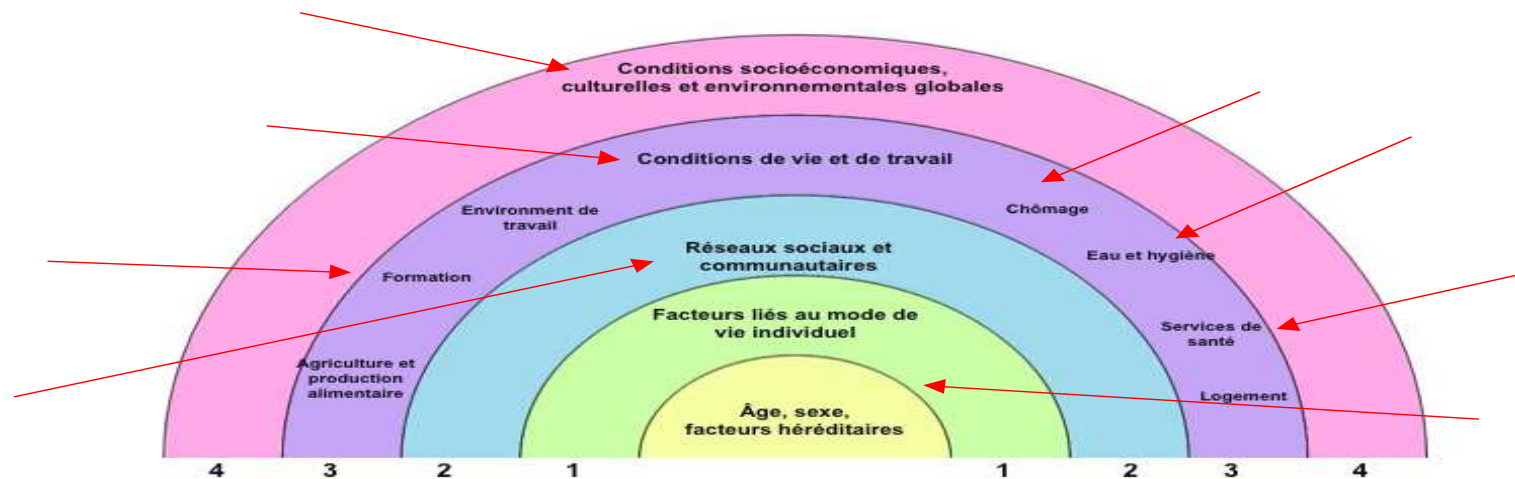 Conditions socioéconomiques,
culturelles et environnementales globales
Conditions de vie et de travail
Environment de
travail
Chômage
Réseaux sociaux et
communautaires
Eau et hygiène
Formation
Facteurs liés au mode de
vie individuel
Services de
santé
Agriculture et
production
alimentaire
Logement
Âge, sexe,
facteurs héréditaires
4 3 2 1 1 2 3 4